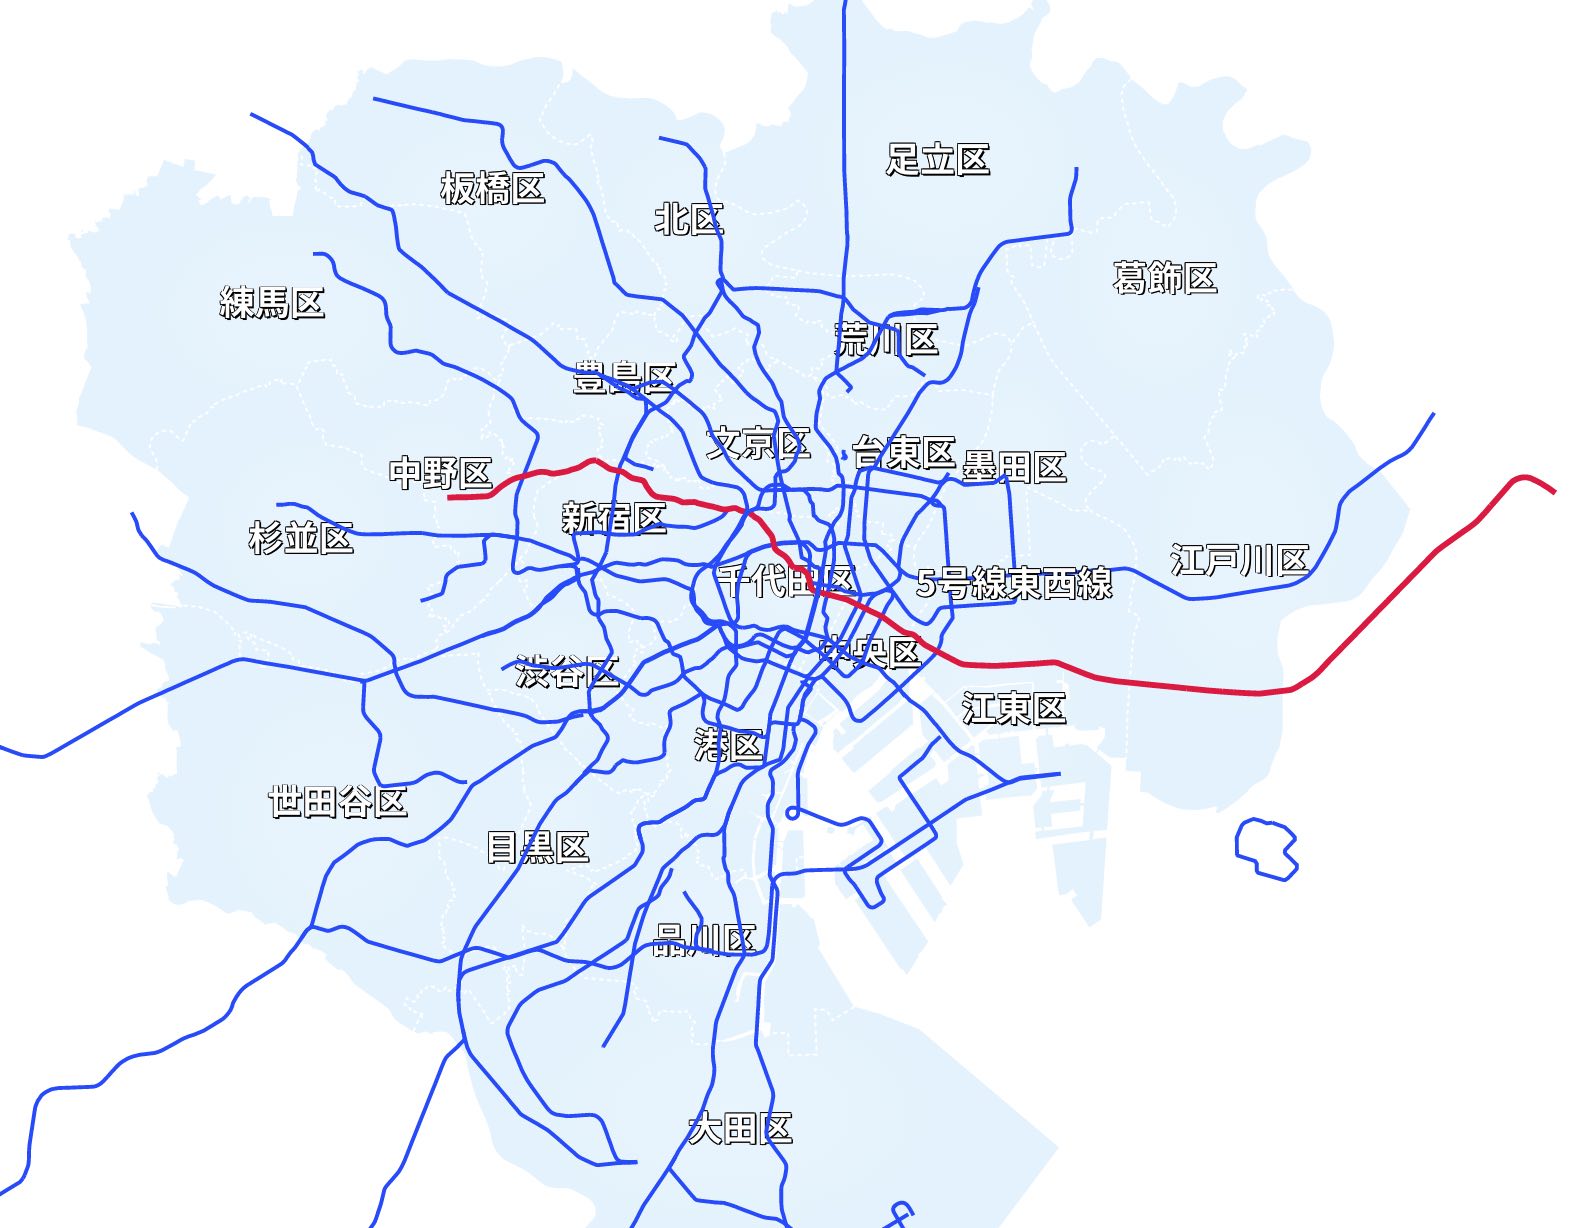 足立区
板橋区
北区
葛飾区
練馬区
荒川区
豊島区
文京区
台東区
墨田区
中野区
新宿区
杉並区
江戸川区
千代田区
5号線東西線
中央区
渋谷区
江東区
港区
世田谷区
目黒区
品川区
大田区